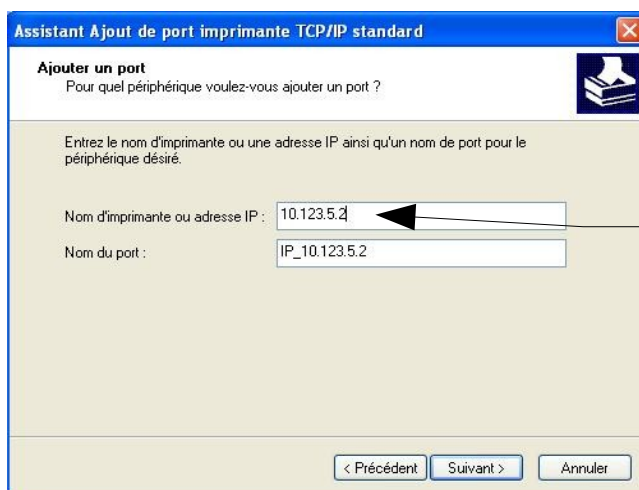 Assistant Ajout de port imprimante TCP/IP standard
Ajouter un port
Pour quel périphérique voulez-vous ajouter un port ?
Entrez le nom d'imprimante ou une adresse IP ainsi qu'un nom de port pour le
périphérique désiré.
Nom d'imprimante ou adresse IP : 10.123.5.2
Nom du port : IP_10.123.5.2
< Précédent Suivant > Annuler